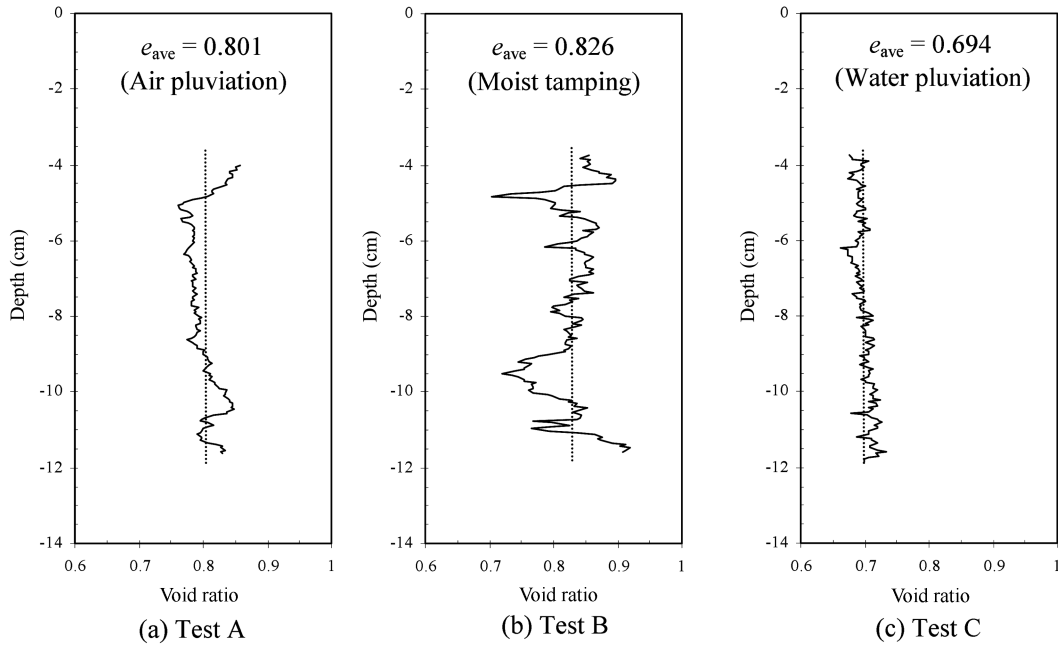 0
-2
-4
-6
-8
-10
-12
-14
Depth (cm)
e_ave = 0.801
(Air pluviation)
0.6 0.7 0.8 0.9 1
Void ratio
(a) Test A
0
-2
-4
-6
-8
-10
-12
-14
Depth (cm)
e_ave = 0.826
(Moist tamping)
0.6 0.7 0.8 0.9 1
Void ratio
(b) Test B
0
-2
-4
-6
-8
-10
-12
-14
Depth (cm)
e_ave = 0.694
(Water pluviation)
0.6 0.7 0.8 0.9 1
Void ratio
(c) Test C